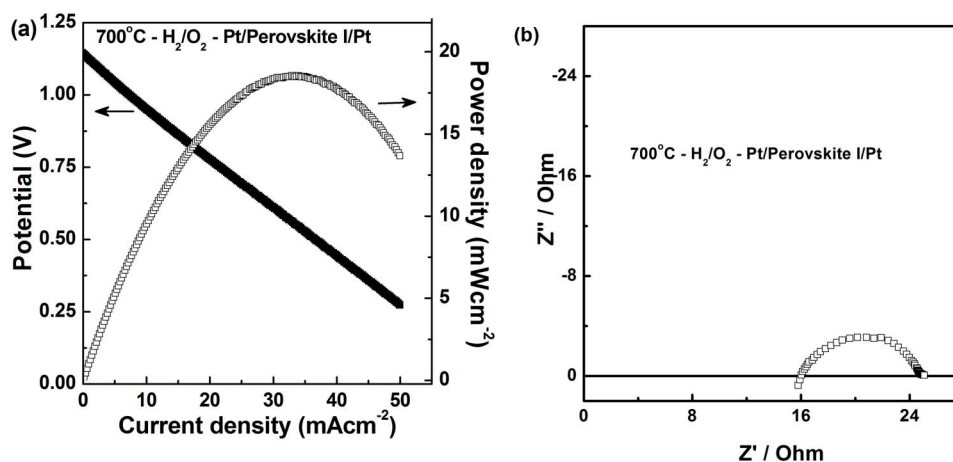 (a)
700°C - H₂/O₂ - Pt/Perovskite I/Pt
1.25
1.00
0.75
0.50
0.25
0.00
Potential (V)
0 10 20 30 40 50
Current density (mAcm⁻²)
20
15
10
5
0
Power density (mWcm⁻²)
(b)
700°C - H₂/O₂ - Pt/Perovskite I/Pt
-24
-16
-8
0
Z'' / Ohm
0 8 16 24
Z' / Ohm